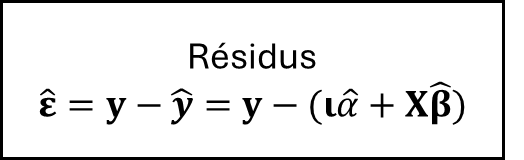 Résidus
ε̂ = y − ŷ = y − (ια̂ + Xβ̂)